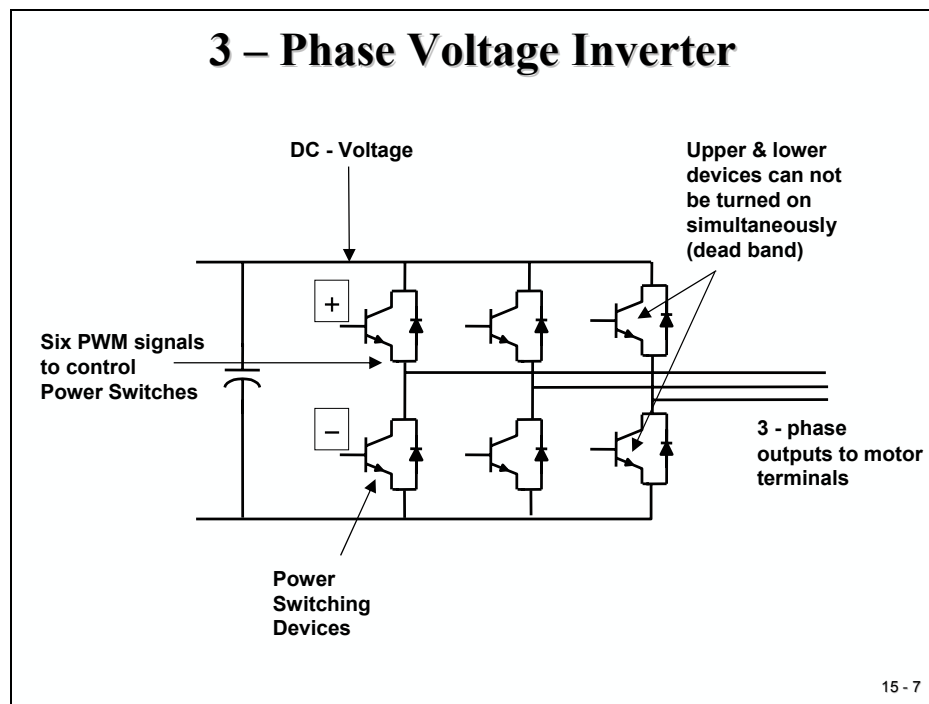 3 – Phase Voltage Inverter
DC - Voltage
Upper & lower
devices can not
be turned on
simultaneously
(dead band)
+
Six PWM signals
to control
Power Switches
−
3 - phase
outputs to motor
terminals
Power
Switching
Devices
15 - 7